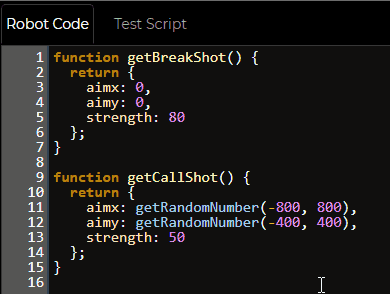 Robot Code Test Script
1 function getBreakShot() {
2   return {
3     aimx: 0,
4     aimy: 0,
5     strength: 80
6   };
7 }
8
9 function getCallShot() {
10   return {
11     aimx: getRandomNumber(-800, 800),
12     aimy: getRandomNumber(-400, 400),
13     strength: 50
14   };
15 }
16